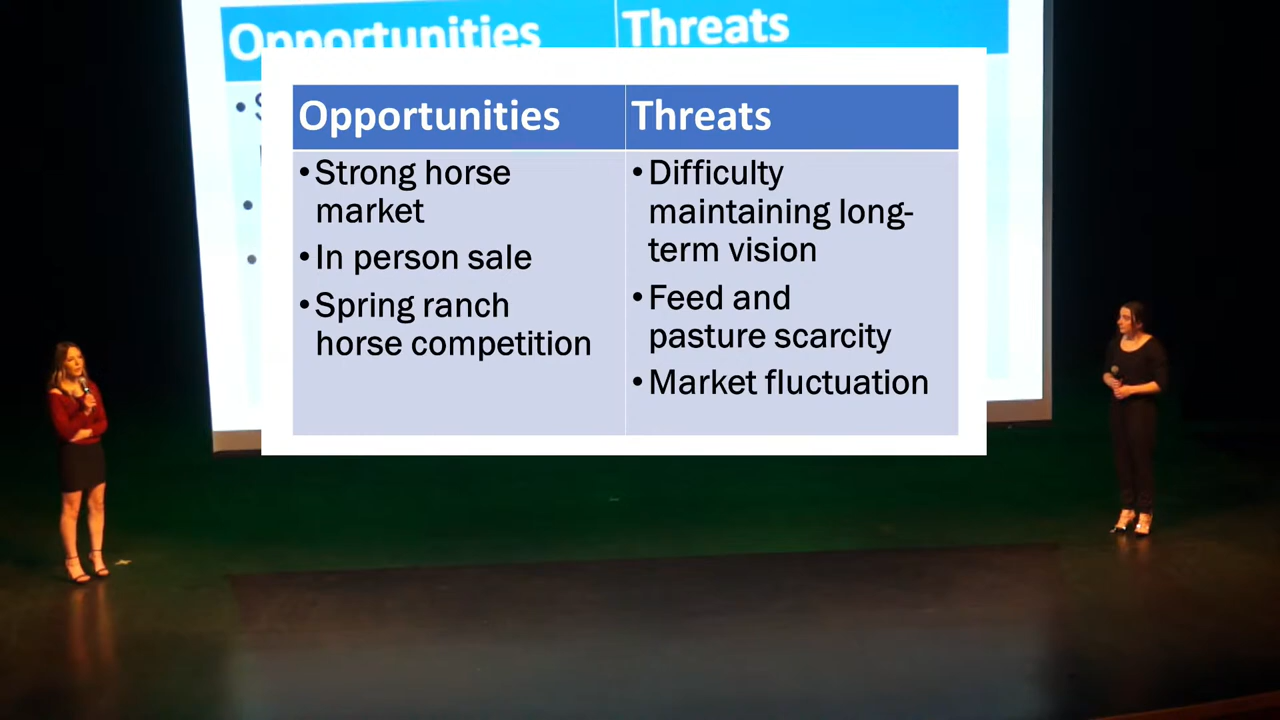 Opportunities
Threats
Opportunities
Threats
• Strong horse
market
• In person sale
• Spring ranch
horse competition
• Difficulty
maintaining long-
term vision
• Feed and
pasture scarcity
• Market fluctuation